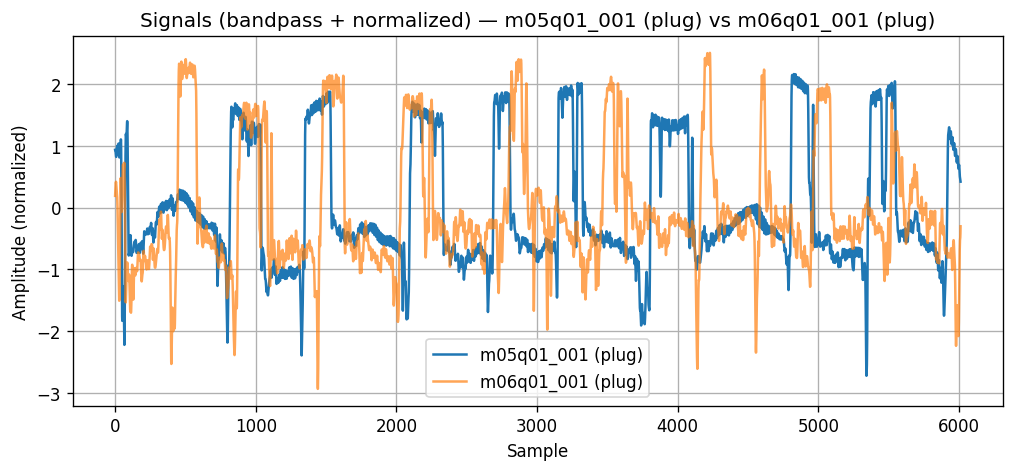 Signals (bandpass + normalized) — m05q01_001 (plug) vs m06q01_001 (plug)
Amplitude (normalized)
2
1
0
−1
−2
−3
m05q01_001 (plug)
m06q01_001 (plug)
0 1000 2000 3000 4000 5000 6000
Sample